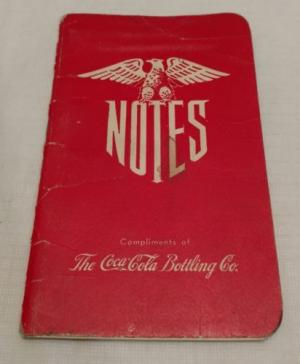 NOTES
Compliments of
The Coca-Cola Bottling Co.